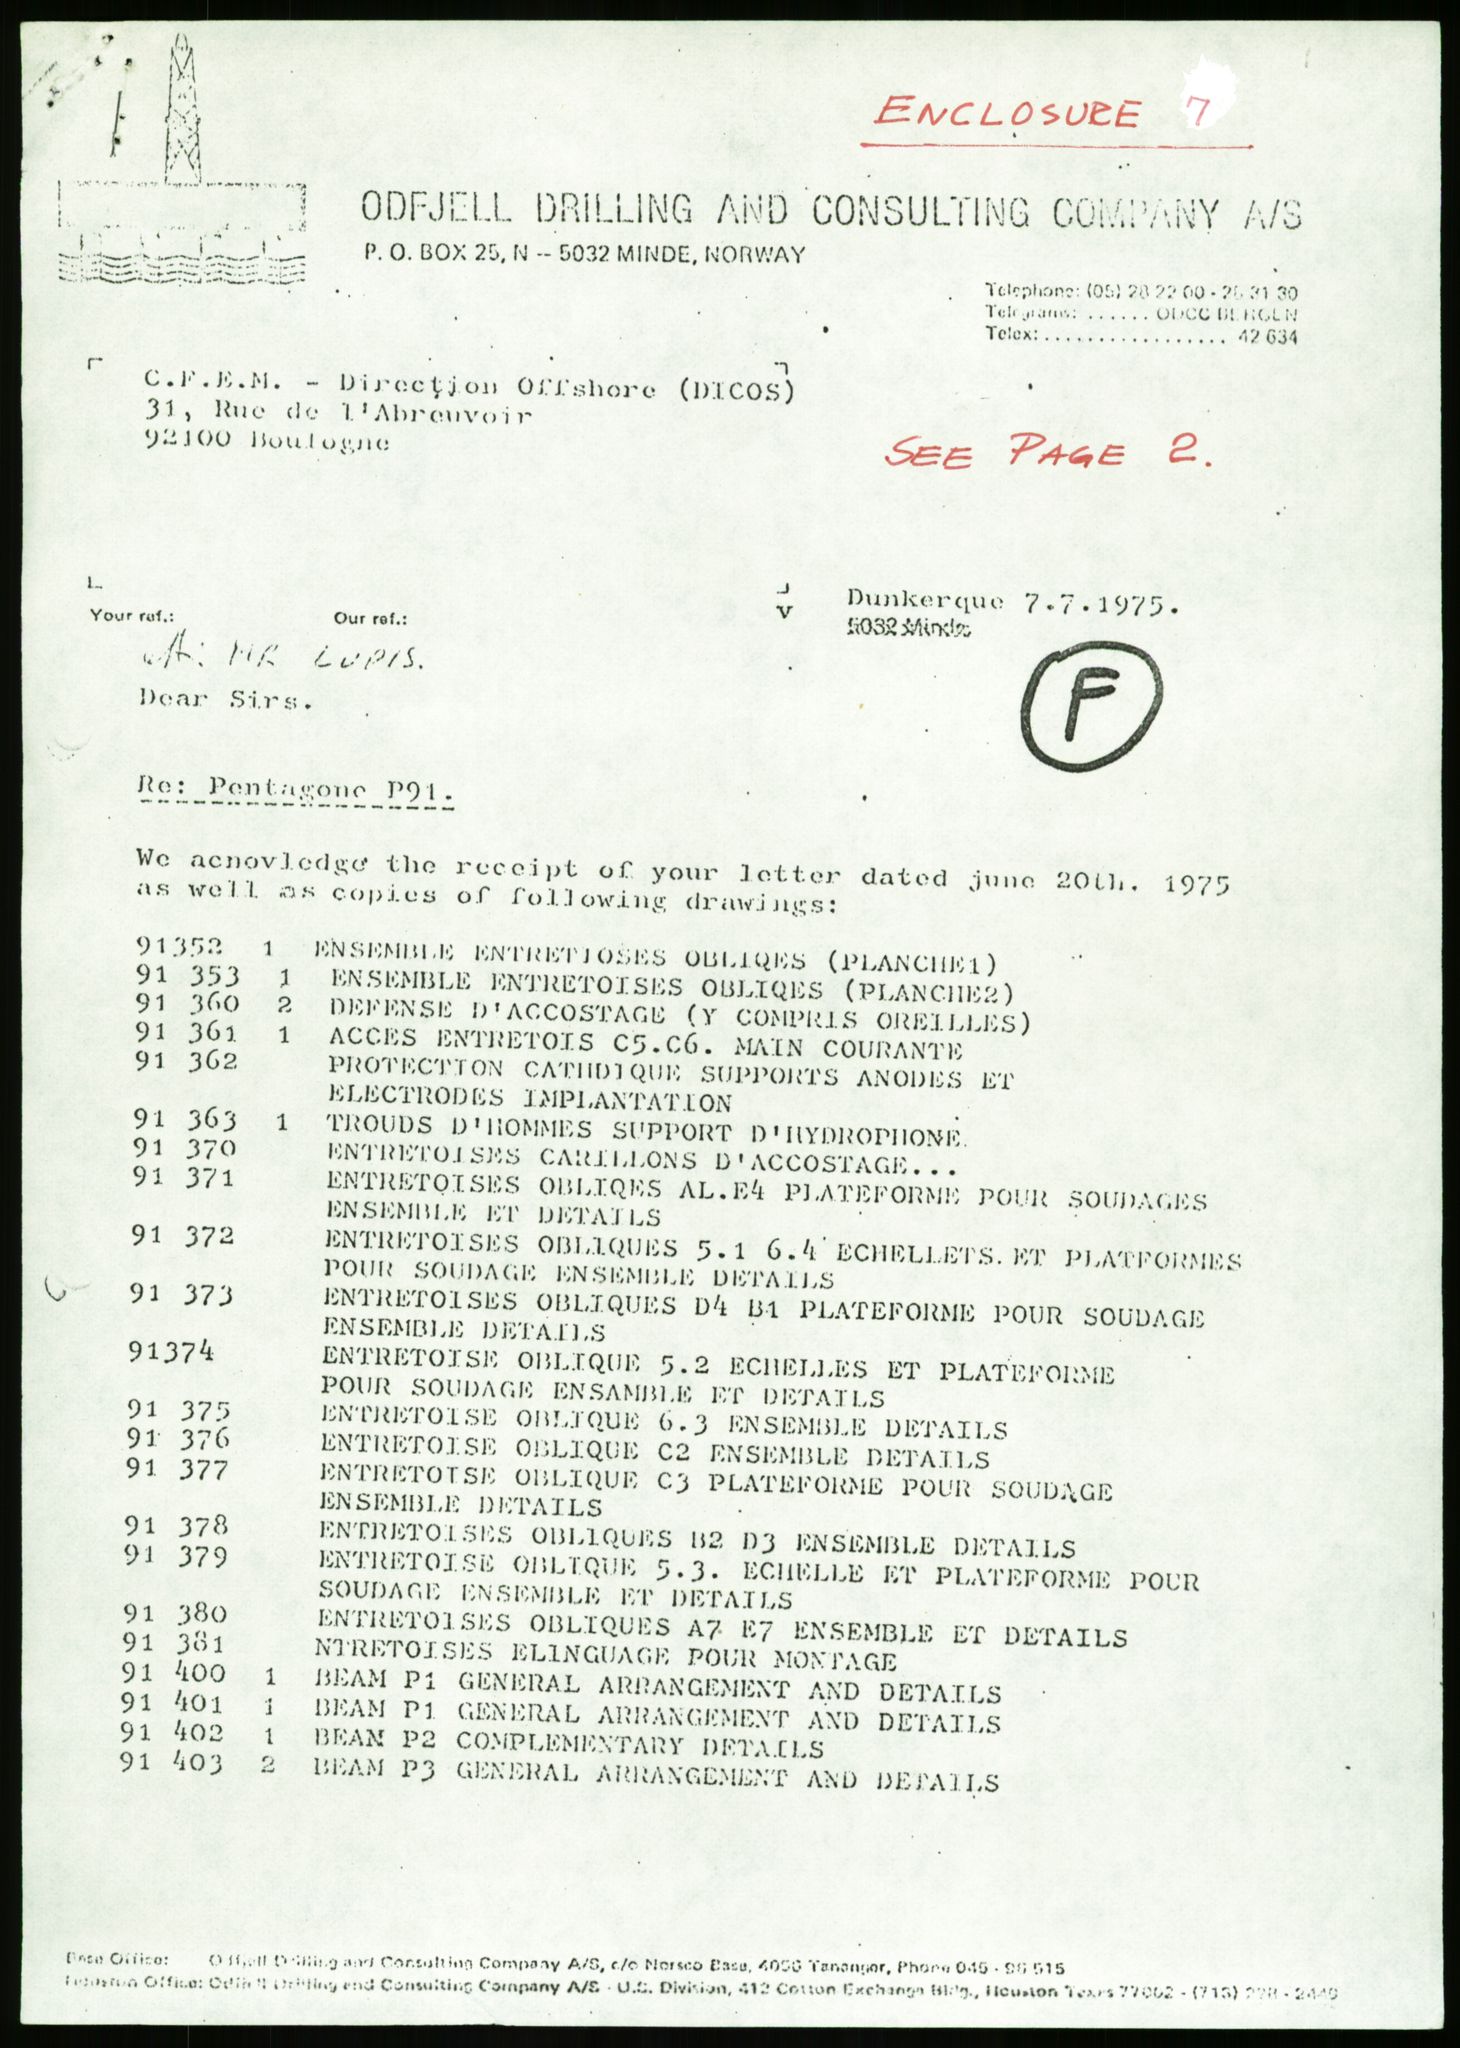 ENCLOSURE 7
ODFJELL DRILLING AND CONSULTING COMPANY A/S
P. O. BOX 25, N -- 5032 MINDE, NORWAY
Telephone: (05) 28 22 00 - 28 31 30
Telegrams: ...... ODCC BERGEN
Telex: ................. 42 634
C.F.E.M. - Direction Offshore (DICOS)
31, Rue de l'Abreuvoir
92100 Boulogne
SEE PAGE 2.
Dunkerque 7.7.1975.
Your ref.: Our ref.: v 5032 Minde
att: MR LUPIS.
Dear Sirs.
F
Re: Pentagone P91.
We acnovledge the receipt of your letter dated june 20th. 1975
as well as copies of following drawings:
91352 1 ENSEMBLE ENTRETIOSES OBLIQES (PLANCHE1)
91 353 1 ENSEMBLE ENTRETOISES OBLIQES (PLANCHE2)
91 360 2 DEFENSE D'ACCOSTAGE (Y COMPRIS OREILLES)
91 361 1 ACCES ENTRETOIS C5.C6. MAIN COURANTE
91 362 PROTECTION CATHDIQUE SUPPORTS ANODES ET
ELECTRODES IMPLANTATION
91 363 1 TROUDS D'HOMMES SUPPORT D'HYDROPHONE.
91 370 ENTRETOISES CARILLONS D'ACCOSTAGE...
91 371 ENTRETOISES OBLIQES AL.E4 PLATEFORME POUR SOUDAGES
ENSEMBLE ET DETAILS
91 372 ENTRETOISES OBLIQUES 5.1 6.4 ECHELLETS. ET PLATFORMES
POUR SOUDAGE ENSEMBLE DETAILS
91 373 ENTRETOISES OBLIQUES D4 B1 PLATEFORME POUR SOUDAGE
ENSEMBLE DETAILS
91374 ENTRETOISE OBLIQUE 5.2 ECHELLES ET PLATEFORME
POUR SOUDAGE ENSAMBLE ET DETAILS
91 375 ENTRETOISE OBLIQUE 6.3 ENSEMBLE DETAILS
91 376 ENTRETOISE OBLIQUE C2 ENSEMBLE DETAILS
91 377 ENTRETOISE OBLIQUE C3 PLATEFORME POUR SOUDAGE
ENSEMBLE DETAILS
91 378 ENTRETOISES OBLIQUES B2 D3 ENSEMBLE DETAILS
91 379 ENTRETOISE OBLIQUE 5.3. ECHELLE ET PLATEFORME POUR
SOUDAGE ENSEMBLE ET DETAILS
91 380 ENTRETOISES OBLIQUES A7 E7 ENSEMBLE ET DETAILS
91 381 NTRETOISES ELINGUAGE POUR MONTAGE
91 400 1 BEAM P1 GENERAL ARRANGEMENT AND DETAILS
91 401 1 BEAM P1 GENERAL ARRANGEMENT AND DETAILS
91 402 1 BEAN P2 COMPLEMENTARY DETAILS
91 403 2 BEAM P3 GENERAL ARRANGEMENT AND DETAILS
Base Office: Odfjell Drilling and Consulting Company A/S, c/o Norsco Base, 4056 Tananger, Phone 045 - 96 515
Houston Office: Odfjell Drilling and Consulting Company A/S - U.S. Division, 412 Cotton Exchange Bldg., Houston Texas 77002 - (713) 228 - 2440